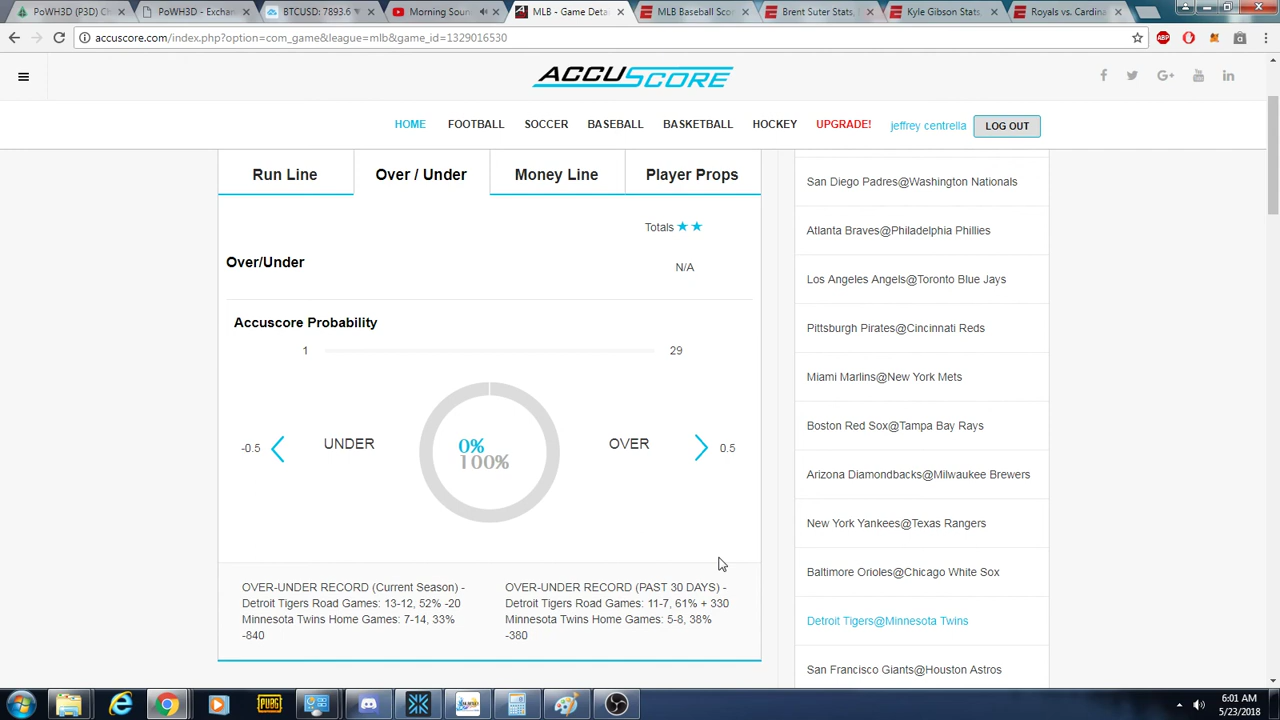 PoWH3D (P3D) Ch
PoWH3D - Exchan
BTCUSD: 7893.6
Morning Soun
MLB - Game Deta
MLB Baseball Sco
Brent Suter Stats,
Kyle Gibson Stats
Royals vs. Cardina
accuscore.com/index.php?option=com_game&league=mlb&game_id=1329016530
ABP
ACCUSCORE
HOME FOOTBALL SOCCER BASEBALL BASKETBALL HOCKEY UPGRADE! jeffrey centrella LOG OUT
Run Line
Over / Under
Money Line
Player Props
Totals
Over/Under
N/A
Accuscore Probability
1
29
-0.5
UNDER
0%
100%
OVER
0.5
OVER-UNDER RECORD (Current Season) -
Detroit Tigers Road Games: 13-12, 52% -20
Minnesota Twins Home Games: 7-14, 33%
-840
OVER-UNDER RECORD (PAST 30 DAYS) -
Detroit Tigers Road Games: 11-7, 61% + 330
Minnesota Twins Home Games: 5-8, 38%
-380
San Diego Padres@Washington Nationals
Atlanta Braves@Philadelphia Phillies
Los Angeles Angels@Toronto Blue Jays
Pittsburgh Pirates@Cincinnati Reds
Miami Marlins@New York Mets
Boston Red Sox@Tampa Bay Rays
Arizona Diamondbacks@Milwaukee Brewers
New York Yankees@Texas Rangers
Baltimore Orioles@Chicago White Sox
Detroit Tigers@Minnesota Twins
San Francisco Giants@Houston Astros
PUBG
6:01 AM
5/23/2018